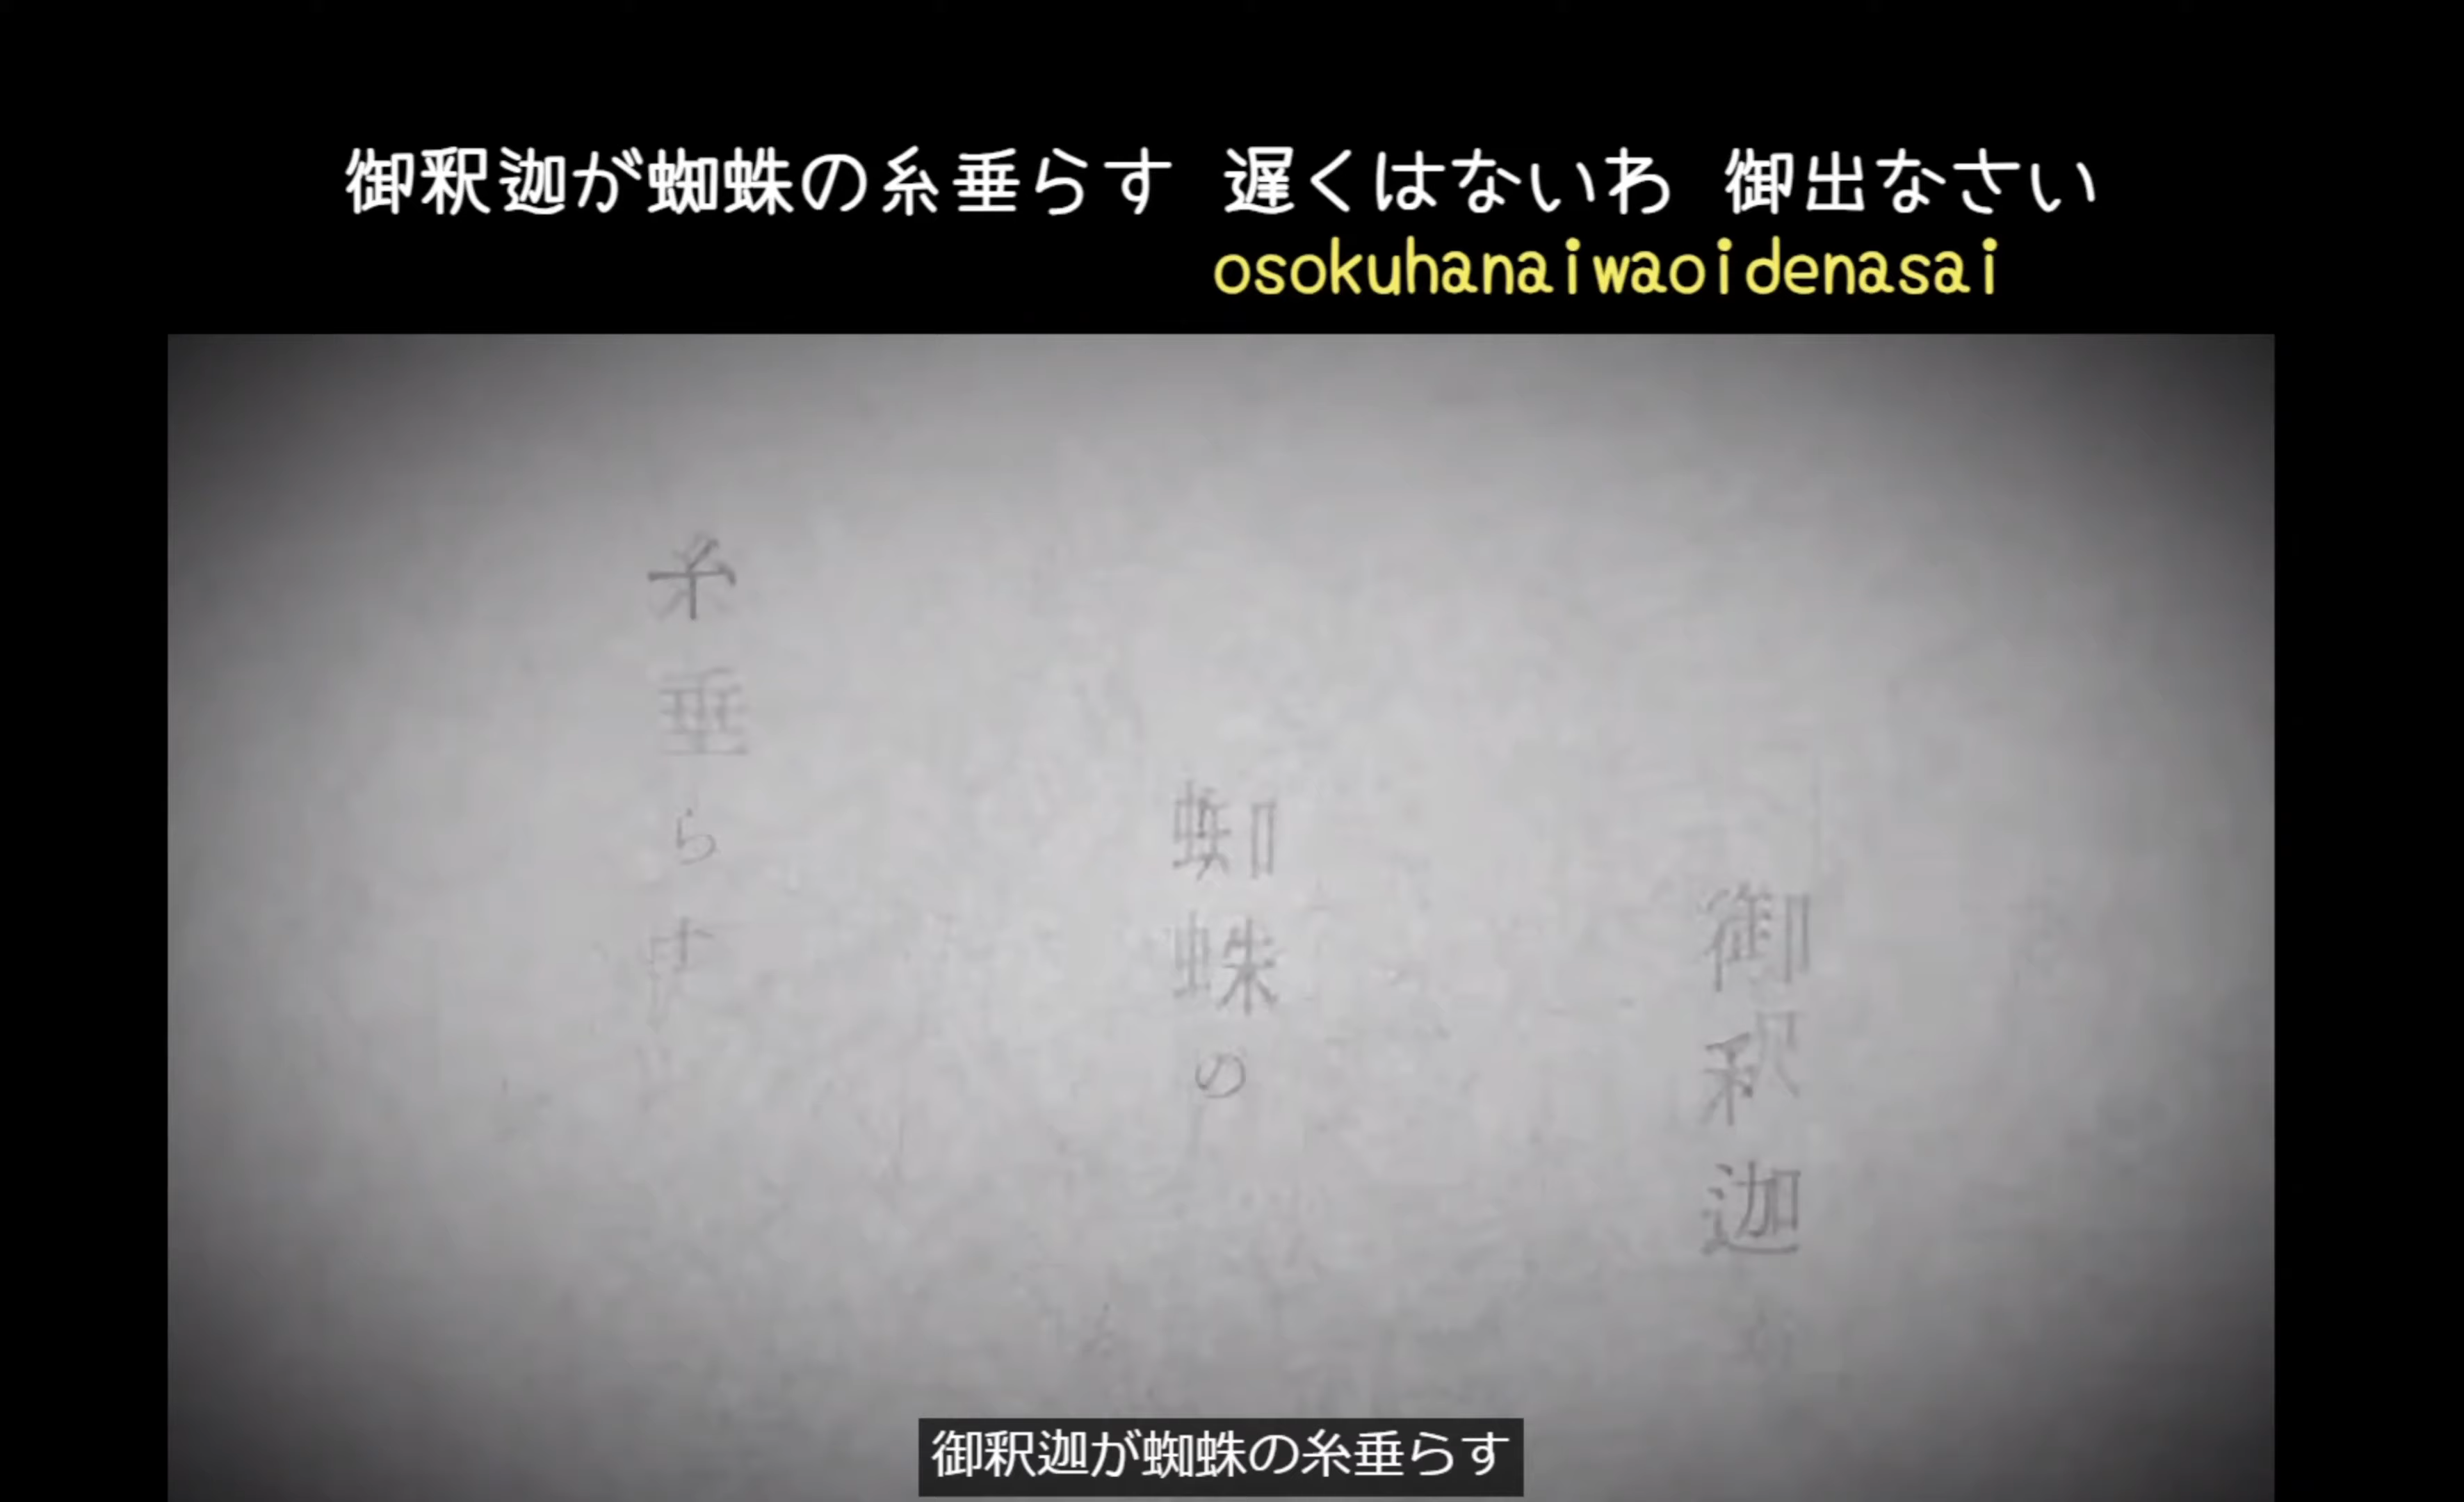 御釈迦が蜘蛛の糸垂らす 遅くはないわ 御出なさい
osokuhanaiwaoidenasai
御釈迦
蜘蛛の
糸垂らす
御釈迦が蜘蛛の糸垂らす